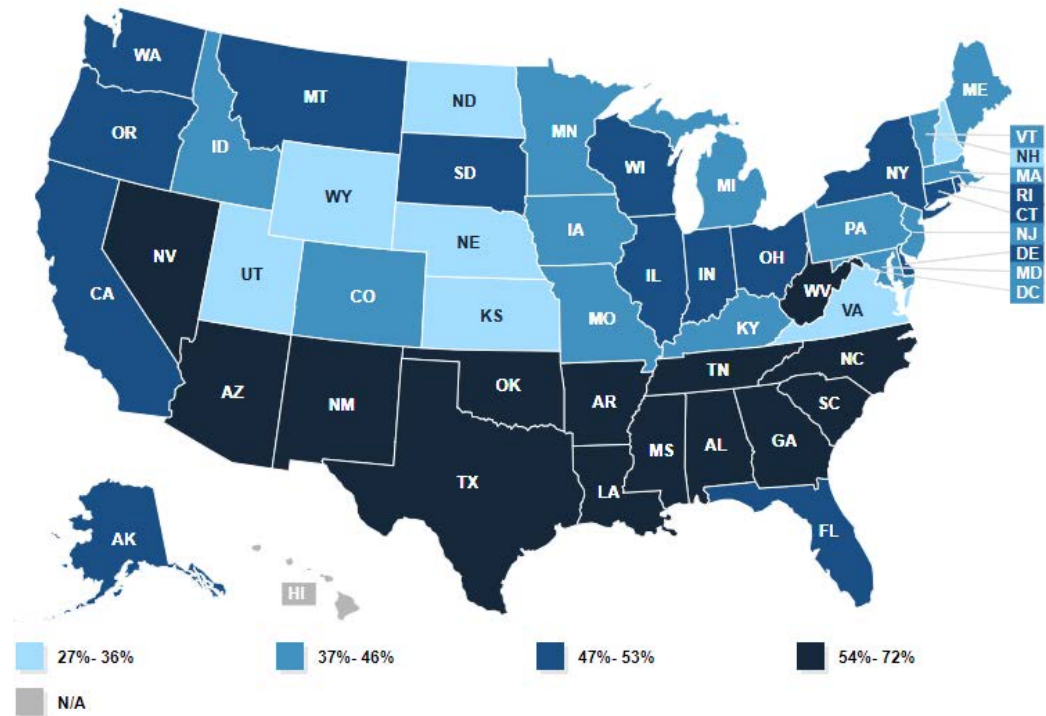 WA
MT
ND
MN
ME
OR
ID
SD
WI
MI
NY
VT
NH
MA
RI
CT
NJ
DE
MD
DC
WY
NE
IA
PA
NV
UT
CO
KS
MO
IL
IN
OH
KY
WV
VA
CA
AZ
NM
OK
AR
TN
NC
SC
TX
LA
MS
AL
GA
FL
AK
HI
27%- 36%
37%- 46%
47%- 53%
54%- 72%
N/A